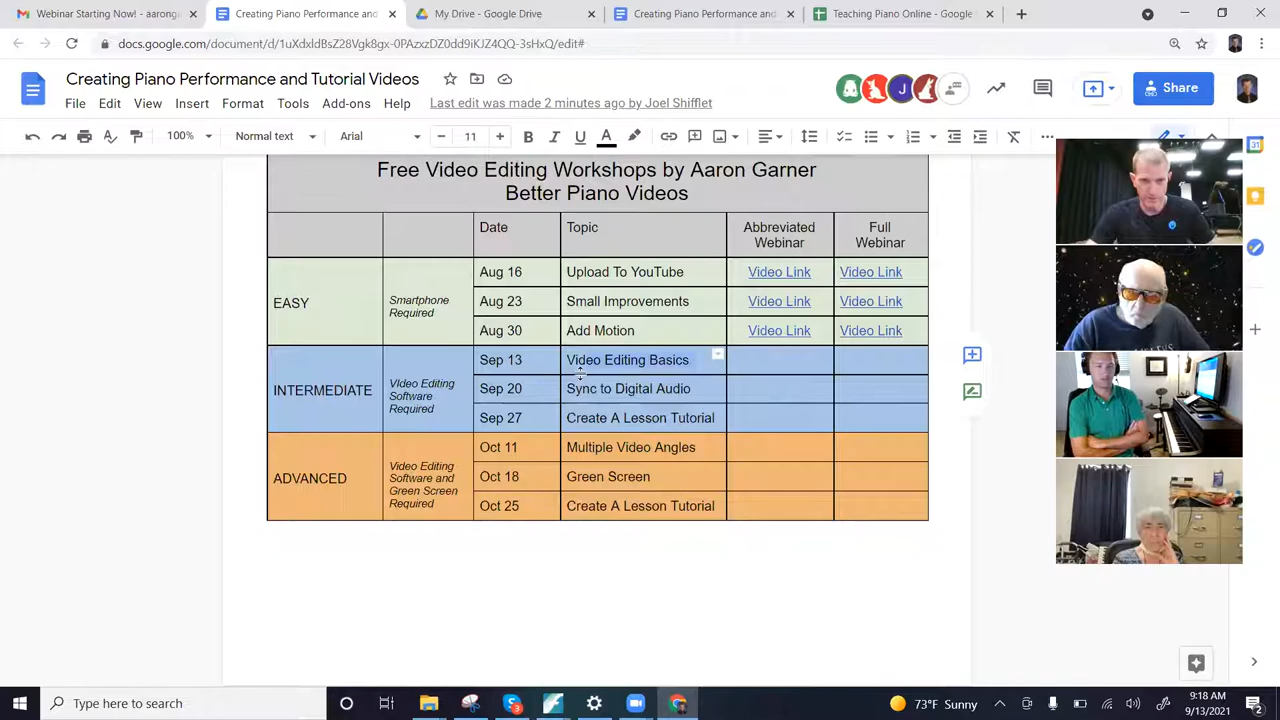 Webinar Starting Now! - aarong
Creating Piano Performance and
My Drive - Google Drive
Creating Piano Performance and
Teaching Piano Online - Google
docs.google.com/document/d/1uXdxldBsZ28Vgk8gx-0PAzxzDZ0dd9iKJZ4QQ-3sHxQ/edit#
Creating Piano Performance and Tutorial Videos
File Edit View Insert Format Tools Add-ons Help
Last edit was made 2 minutes ago by Joel Shifflet
J
Share
100% Normal text Arial 11
Free Video Editing Workshops by Aaron Garner
Better Piano Videos
Date Topic Abbreviated Webinar Full Webinar
EASY
Smartphone Required
Aug 16 Upload To YouTube Video Link Video Link
Aug 23 Small Improvements Video Link Video Link
Aug 30 Add Motion Video Link Video Link
INTERMEDIATE
Video Editing Software Required
Sep 13 Video Editing Basics
Sep 20 Sync to Digital Audio
Sep 27 Create A Lesson Tutorial
ADVANCED
Video Editing Software and Green Screen Required
Oct 11 Multiple Video Angles
Oct 18 Green Screen
Oct 25 Create A Lesson Tutorial
31
Type here to search
73°F Sunny
9:18 AM
9/13/2021
2